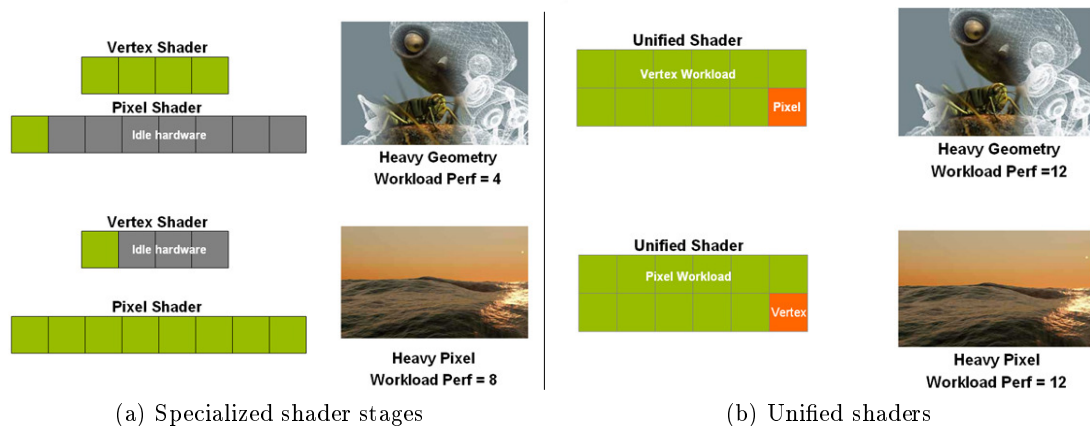 Vertex Shader
Pixel Shader
Idle hardware
Heavy Geometry
Workload Perf = 4
Vertex Shader
Idle hardware
Pixel Shader
Heavy Pixel
Workload Perf = 8
(a) Specialized shader stages
Unified Shader
Vertex Workload
Pixel
Heavy Geometry
Workload Perf =12
Unified Shader
Pixel Workload
Vertex
Heavy Pixel
Workload Perf = 12
(b) Unified shaders